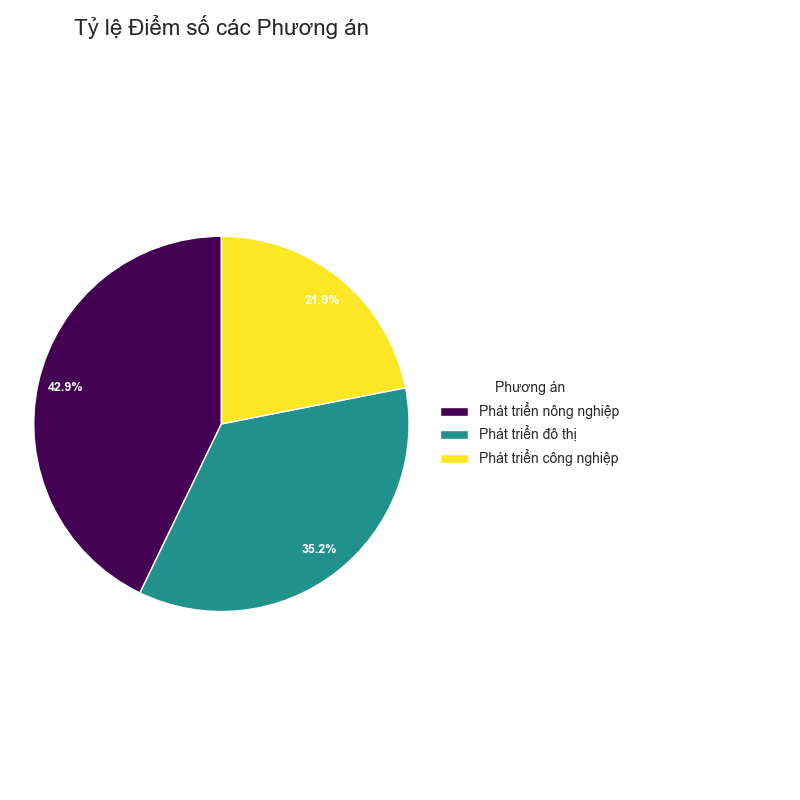 Tỷ lệ Điểm số các Phương án
21.9%
42.9%
35.2%
Phương án
Phát triển nông nghiệp
Phát triển đô thị
Phát triển công nghiệp